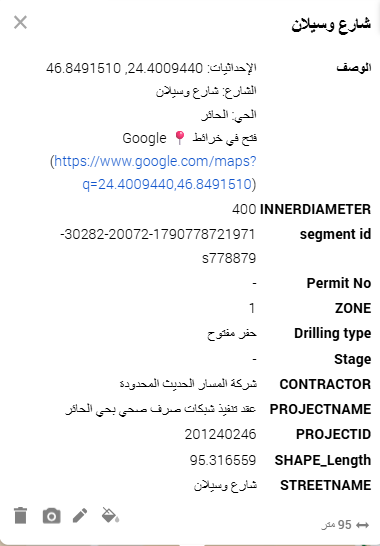 شارع وسيلان
الوصف الإحداثيات: 24.4009440, 46.8491510
الشارع: شارع وسيلان
الحي: الحائر
📍 فتح في خرائط Google
(https://www.google.com/maps?
q=24.4009440,46.8491510)
INNERDIAMETER 400
segment id -30282-20072-1790778721971
s778879
Permit No -
ZONE 1
Drilling type حفر مفتوح
Stage -
CONTRACTOR شركة المسار الحديث المحدودة
PROJECTNAME عقد تنفيذ شبكات صرف صحي بحي الحائر
PROJECTID 201240246
SHAPE_Length 95.316559
STREETNAME شارع وسيلان
95 متر